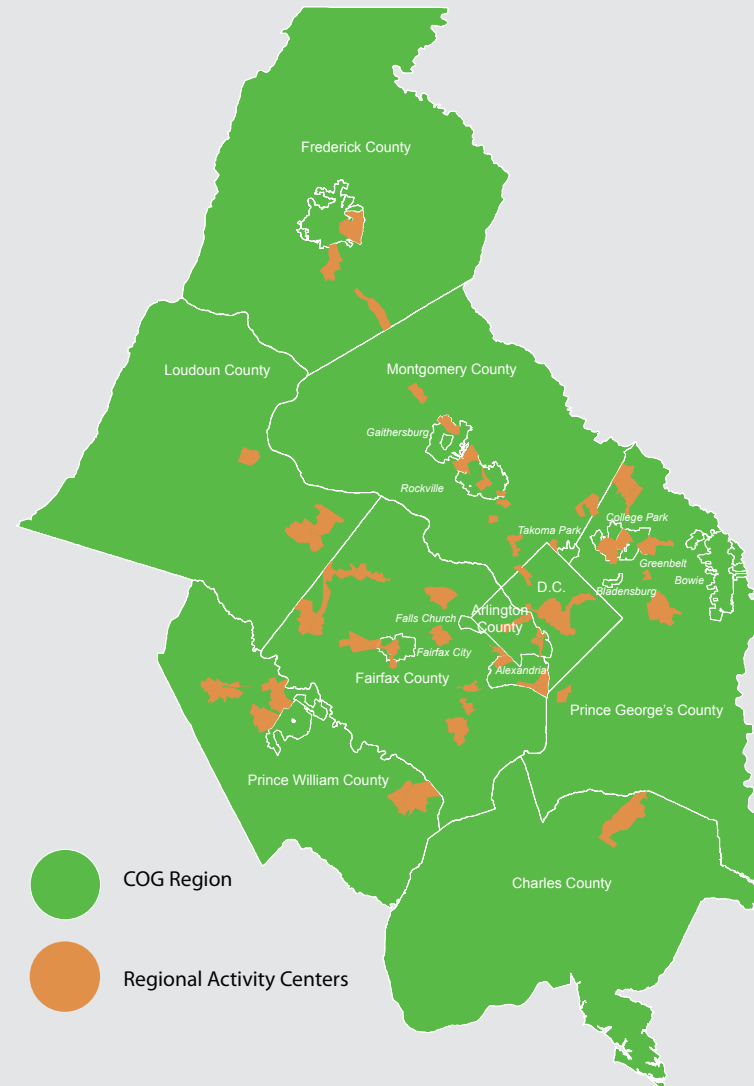 Frederick County
Loudoun County
Montgomery County
Gaithersburg
Rockville
Takoma Park
College Park
Greenbelt
Bladensburg
Bowie
D.C.
Arlington
County
Falls Church
Fairfax City
Alexandria
Fairfax County
Prince George's County
Prince William County
Charles County
COG Region
Regional Activity Centers